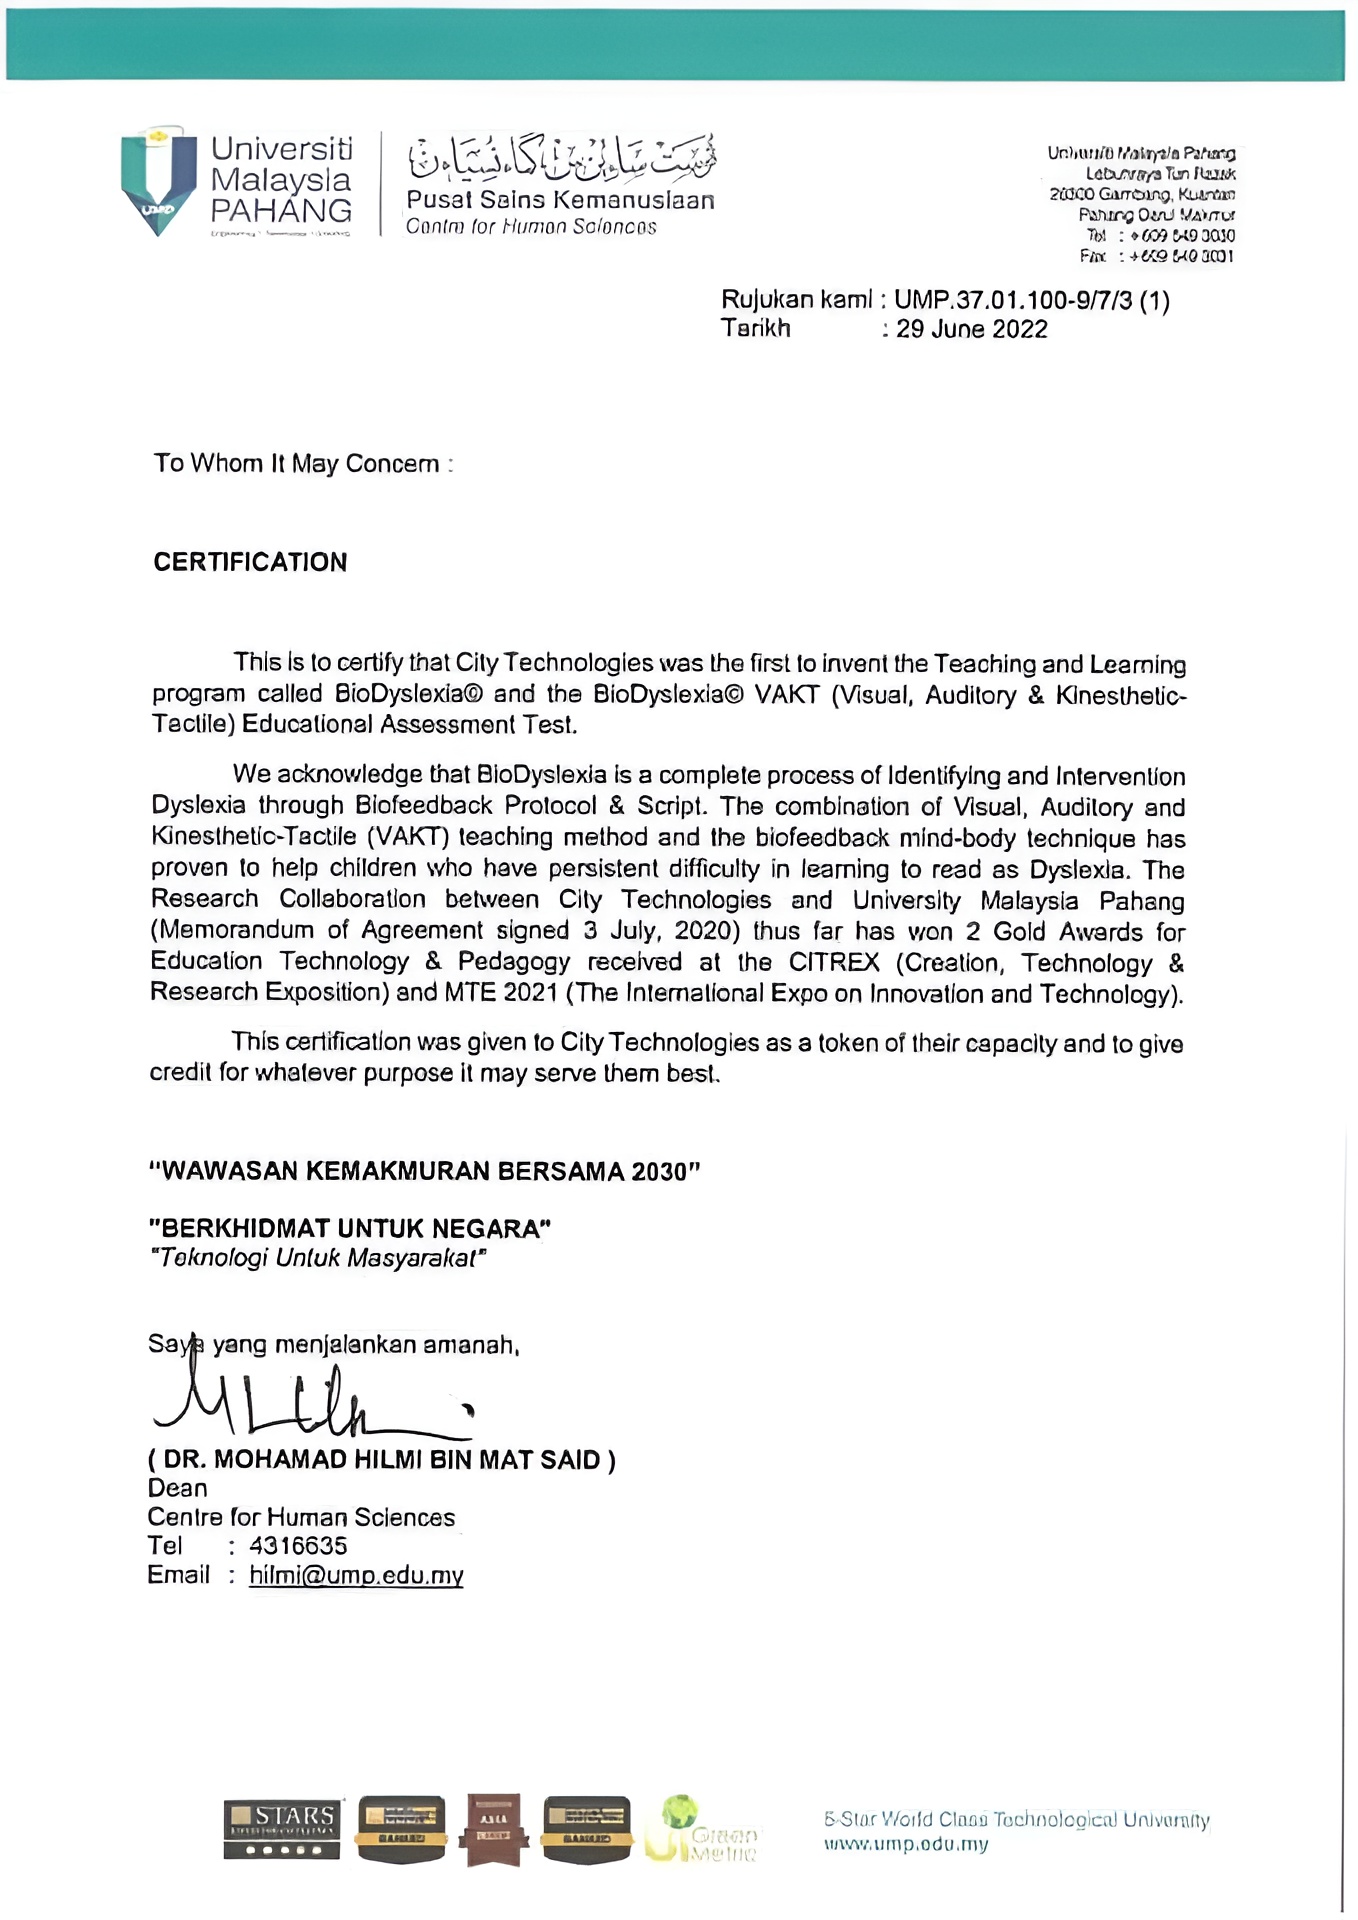 Universiti
Malaysia
PAHANG
UMP
Pusat Sains Kemanusiaan
Centre for Human Sciences
Universiti Malaysia Pahang
Lebuhraya Tun Razak
26300 Gambang, Kuantan
Pahang Darul Makmur
Tel :
Fax :
Rujukan kami : UMP.37.01.100-9/7/3 (1)
Tarikh : 29 June 2022
To Whom It May Concern :
CERTIFICATION
This is to certify that City Technologies was the first to invent the Teaching and Learning
program called BioDyslexia© and the BioDyslexia© VAKT (Visual, Auditory & Kinesthetic-
Tactile) Educational Assessment Test.
We acknowledge that BioDyslexia is a complete process of Identifying and Intervention
Dyslexia through Biofeedback Protocol & Script. The combination of Visual, Auditory and
Kinesthetic-Tactile (VAKT) teaching method and the biofeedback mind-body technique has
proven to help children who have persistent difficulty in learning to read as Dyslexia. The
Research Collaboration between City Technologies and University Malaysia Pahang
(Memorandum of Agreement signed 3 July, 2020) thus far has won 2 Gold Awards for
Education Technology & Pedagogy received at the CITREX (Creation, Technology &
Research Exposition) and MTE 2021 (The International Expo on Innovation and Technology).
This certification was given to City Technologies as a token of their capacity and to give
credit for whatever purpose it may serve them best.
"WAWASAN KEMAKMURAN BERSAMA 2030"
"BERKHIDMAT UNTUK NEGARA"
"Teknologi Untuk Masyarakat"
Saya yang menjalankan amanah,
( DR. MOHAMAD HILMI BIN MAT SAID )
Dean
Centre for Human Sciences
Tel : 4316635
Email : hilmi@ump.edu.my
STARS
ASIA
UI Green
Metric
5-Star World Class Technological University
www.ump.edu.my